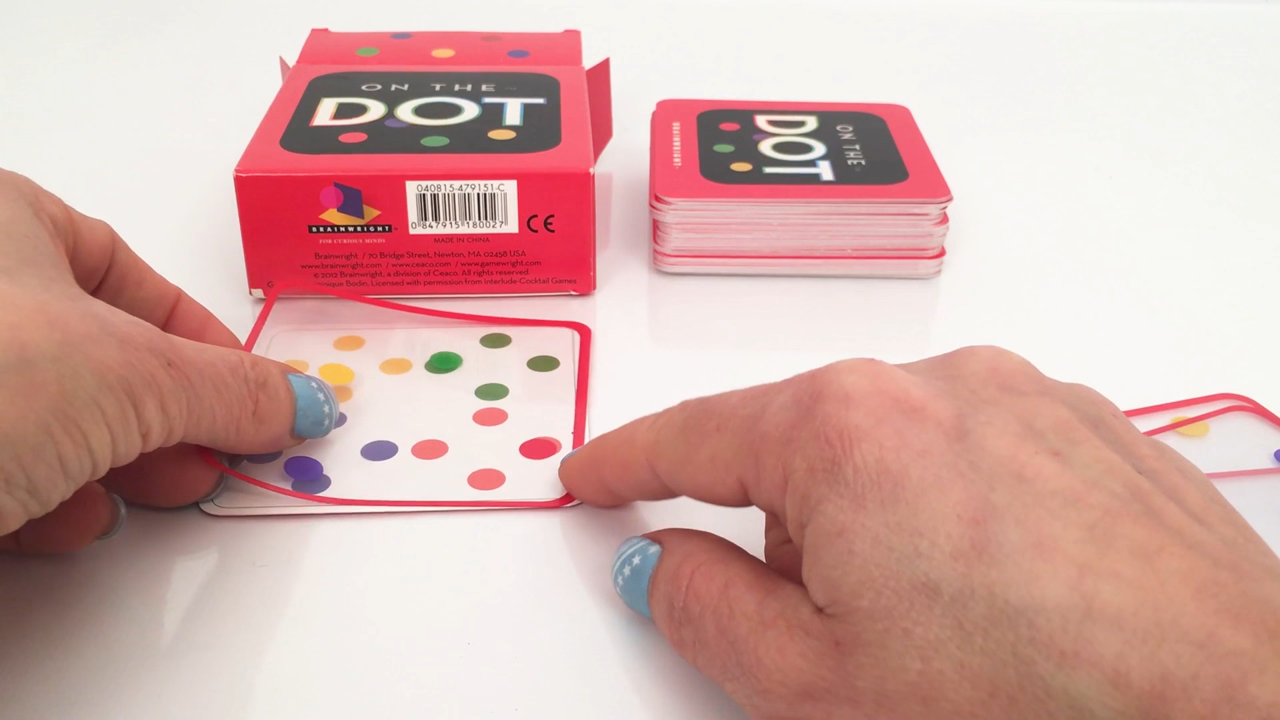 ON THE
DOT
BRAINWRIGHT
FOR CURIOUS MINDS
040815-479151-C
0 847915 180027
CE
MADE IN CHINA
Brainwright / 70 Bridge Street, Newton, MA 02458 USA
www.brainwright.com / www.ceaco.com / www.gamewright.com
© 2012 Brainwright, a division of Ceaco. All rights reserved.
Bodin. Licensed with permission from Interlude-Cocktail Games
BRAINWRIGHT
ON THE
DOT